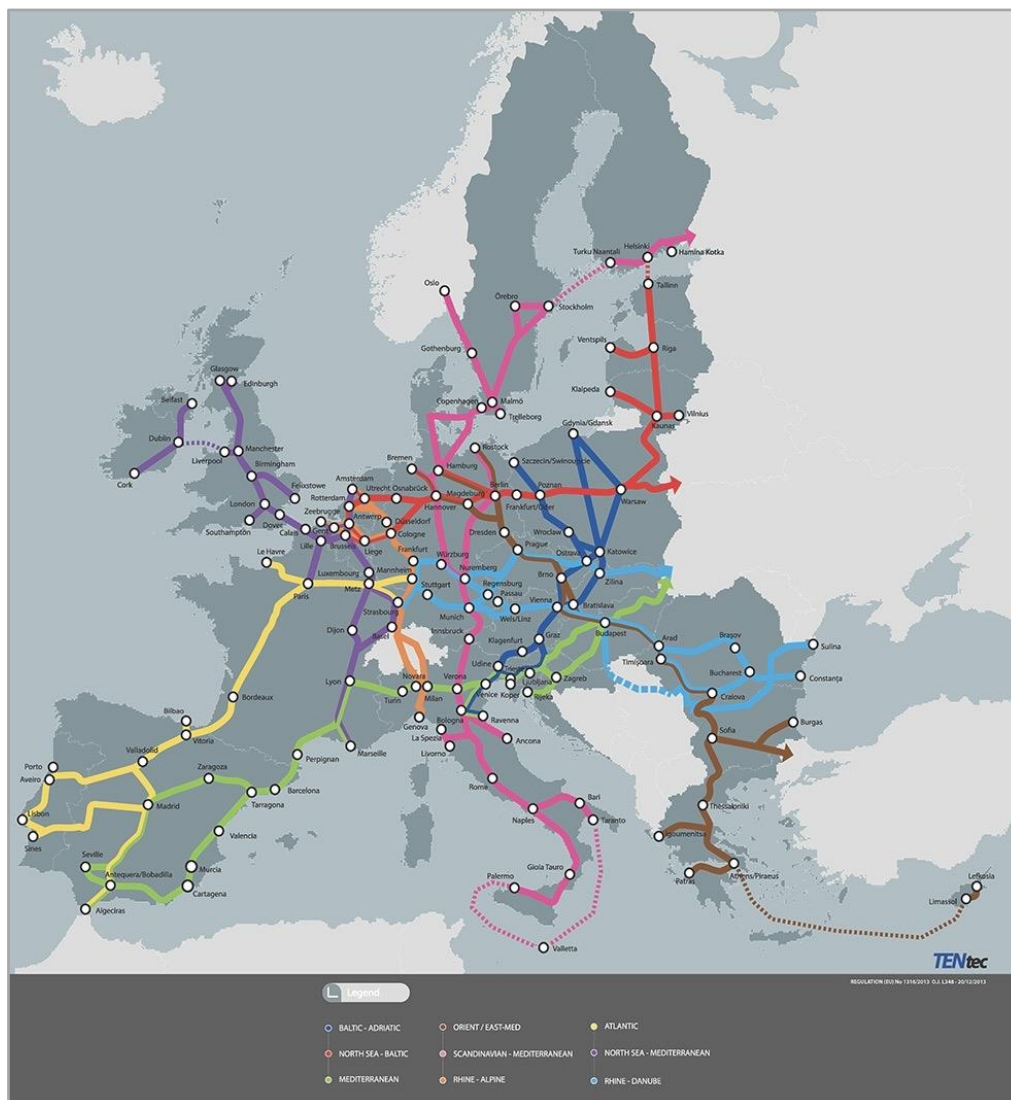 Turku Naantali
Helsinki
Hamina Kotka
Oslo
Örebro
Stockholm
Tallinn
Gothenburg
Ventspils
Riga
Klaipeda
Glasgow
Edinburgh
Belfast
Copenhagen
Malmö
Trelleborg
Kaunas
Vilnius
Gdynia/Gdansk
Dublin
Manchester
Liverpool
Birmingham
Cork
Felixstowe
London
Dover
Southampton
Calais
Rostock
Bremen
Hamburg
Szczecin/Swinoujscie
Amsterdam
Utrecht
Osnabrück
Magdeburg
Berlin
Poznan
Warsaw
Rotterdam
Zeebrugge
Hannover
Frankfurt/Oder
Antwerp
Düsseldorf
Gent
Cologne
Dresden
Wrocław
Lille
Brussels
Liege
Prague
Ostrava
Katowice
Le Havre
Frankfurt
Würzburg
Luxembourg
Mannheim
Nuremberg
Brno
Zilina
Metz
Stuttgart
Regensburg
Passau
Paris
Vienna
Bratislava
Strasbourg
Munich
Wels/Linz
Budapest
Dijon
Basel
Innsbruck
Klagenfurt
Graz
Arad
Braşov
Sulina
Udine
Trieste
Timişoara
Bucharest
Lyon
Novara
Verona
Ljubljana
Zagreb
Constanţa
Turin
Milan
Venice
Koper
Rijeka
Craiova
Bordeaux
Genova
Bologna
Ravenna
Bilbao
La Spezia
Ancona
Sofia
Burgas
Vitoria
Livorno
Marseille
Valladolid
Perpignan
Porto
Aveiro
Zaragoza
Rome
Barcelona
Madrid
Tarragona
Bari
Thessaloniki
Lisbon
Naples
Taranto
Sines
Valencia
Igoumenitsa
Seville
Murcia
Gioia Tauro
Palermo
Patras
Athens/Piraeus
Antequera/Bobadilla
Cartagena
Lefkosia
Limassol
Algeciras
Valletta
TENtec
REGULATION (EU) No 1316/2013 O.J. L348 - 20/12/2013
Legend
BALTIC - ADRIATIC
ORIENT / EAST-MED
ATLANTIC
NORTH SEA - BALTIC
SCANDINAVIAN - MEDITERRANEAN
NORTH SEA - MEDITERRANEAN
MEDITERRANEAN
RHINE - ALPINE
RHINE - DANUBE